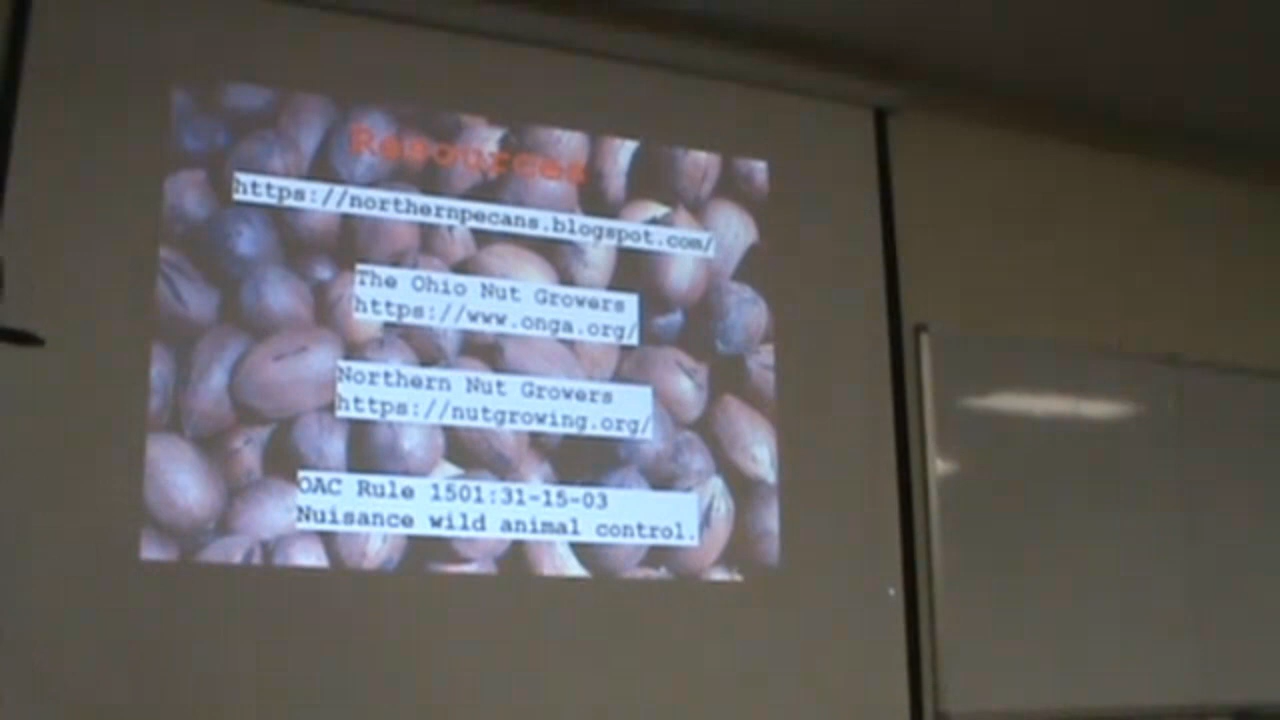 Resources
https://northernpecans.blogspot.com/
The Ohio Nut Growers
https://www.onga.org/
Northern Nut Growers
https://nutgrowing.org/
OAC Rule 1501:31-15-03
Nuisance wild animal control.